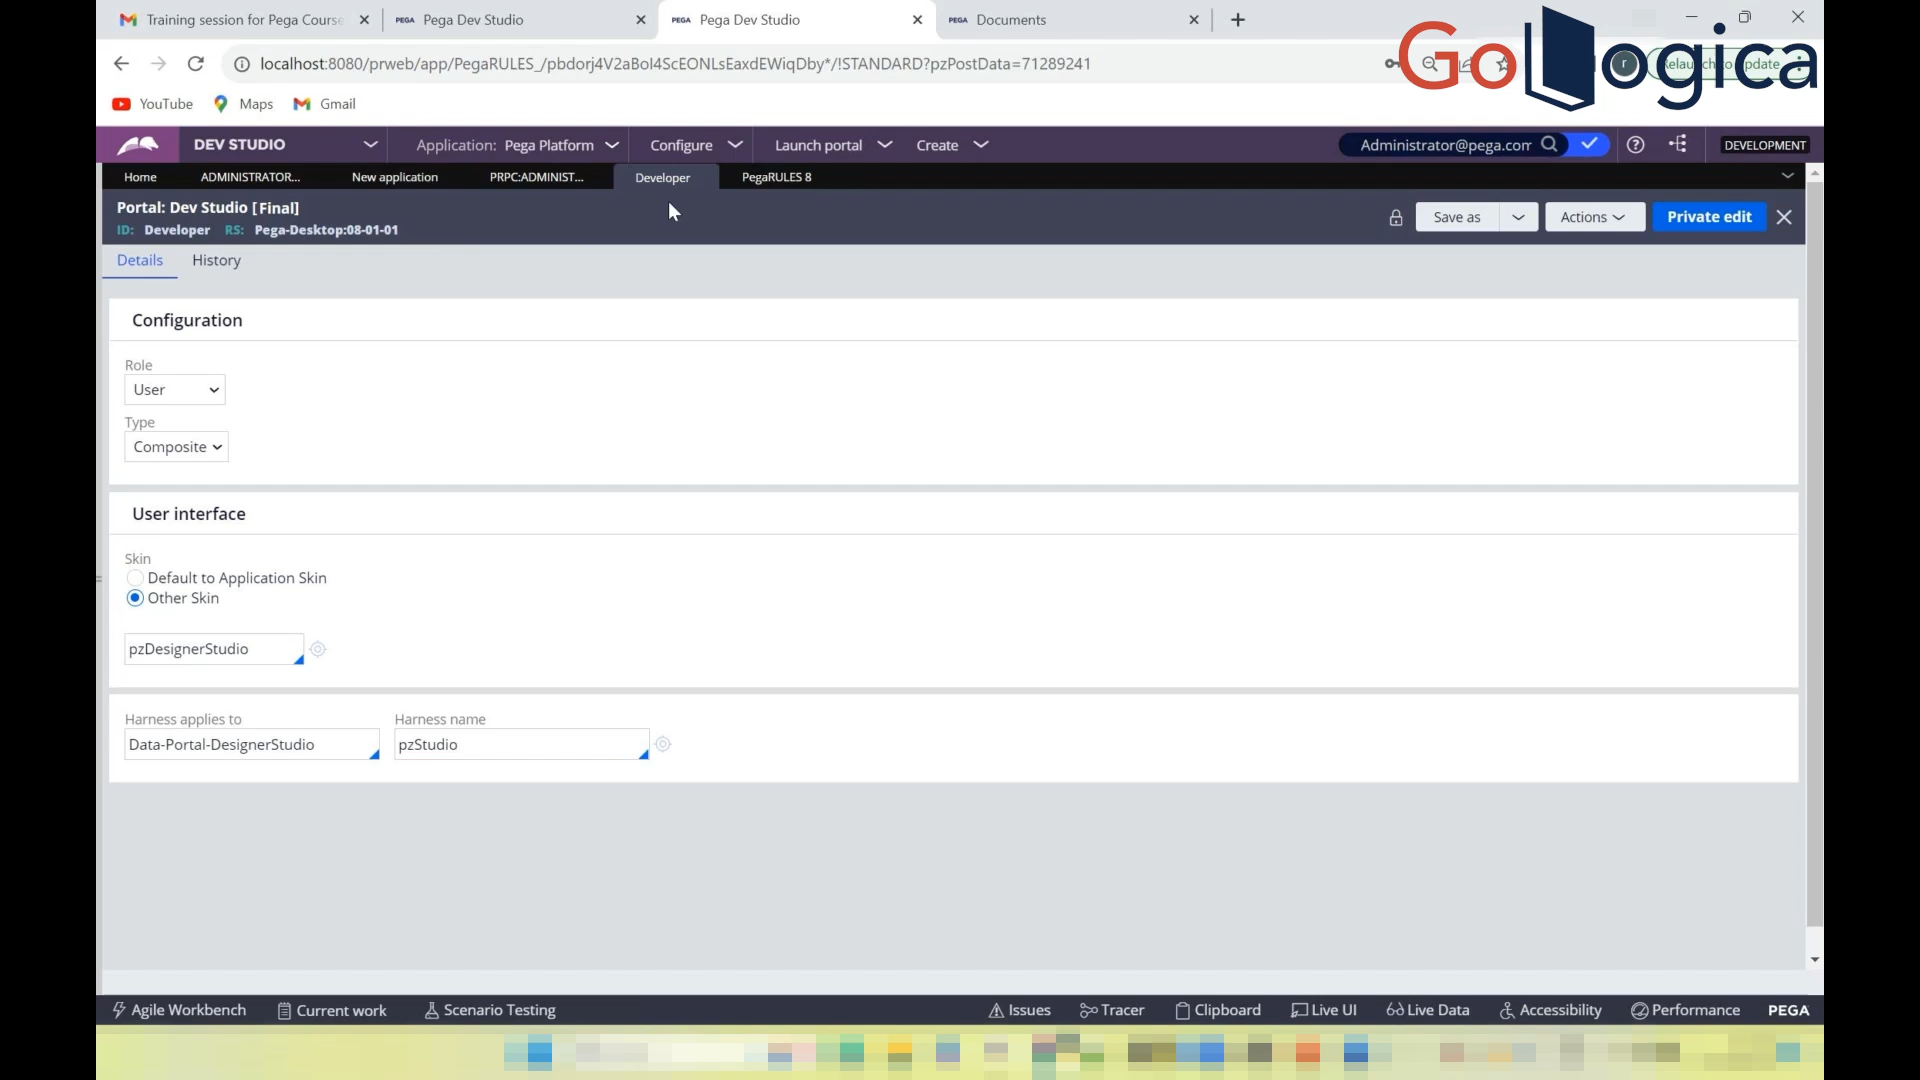 Training session for Pega Course
Pega Dev Studio
Pega Dev Studio
Documents
localhost:8080/prweb/app/PegaRULES_/pbdorj4V2aBoI4ScEONLsEaxdEWiqDby*/!STANDARD?pzPostData=71289241
GoLogica
YouTube
Maps
Gmail
DEV STUDIO
Application: Pega Platform
Configure
Launch portal
Create
Administrator@pega.com
DEVELOPMENT
Home
ADMINISTRATOR...
New application
PRPC:ADMINIST...
Developer
PegaRULES 8
Portal: Dev Studio [Final]
ID: Developer RS: Pega-Desktop:08-01-01
Save as
Actions
Private edit
Details
History
Configuration
Role
User
Type
Composite
User interface
Skin
Default to Application Skin
Other Skin
pzDesignerStudio
Harness applies to
Harness name
Data-Portal-DesignerStudio
pzStudio
Agile Workbench
Current work
Scenario Testing
Issues
Tracer
Clipboard
Live UI
Live Data
Accessibility
Performance
PEGA